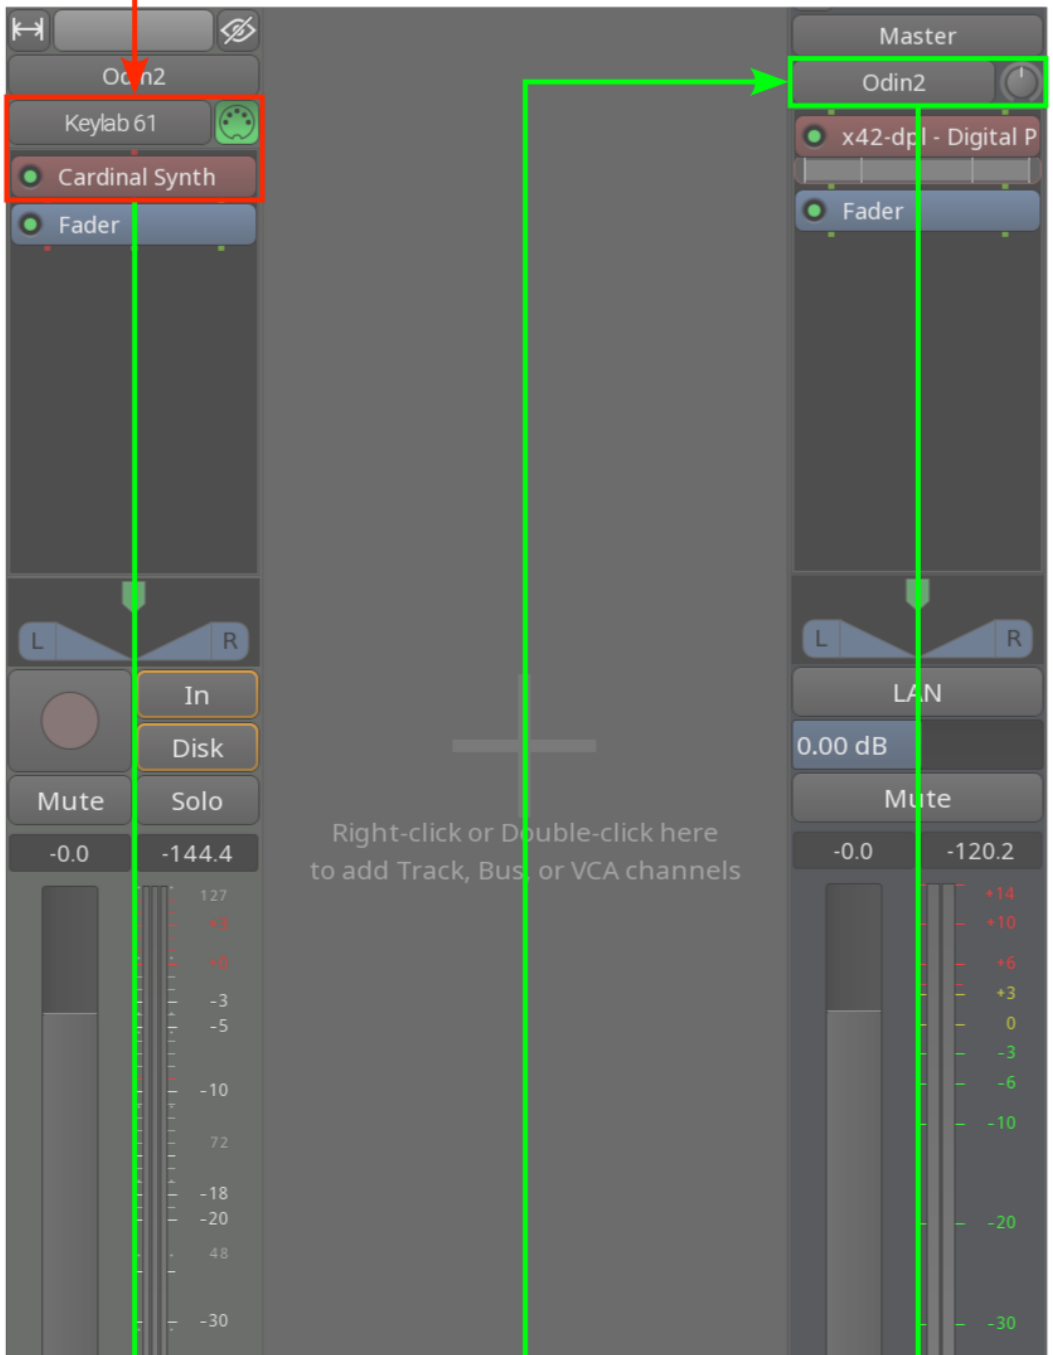 Odin2
Keylab 61
Cardinal Synth
Fader
L R
In
Disk
Mute Solo
-0.0 -144.4
127
+3
+0
-3
-5
-10
72
-18
-20
48
-30
Right-click or Double-click here
to add Track, Bus, or VCA channels
Master
Odin2
x42-dpl - Digital P
Fader
L R
LAN
0.00 dB
Mute
-0.0 -120.2
+14
+10
+6
+3
0
-3
-6
-10
-20
-30